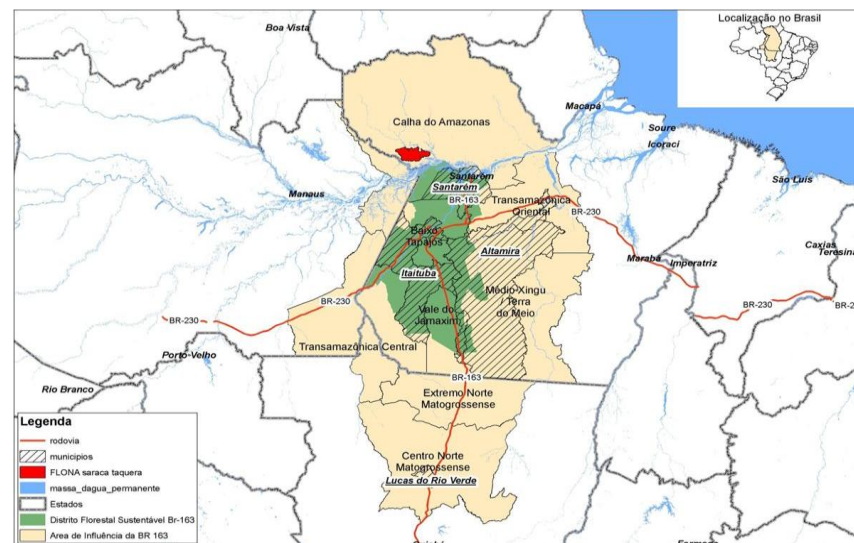 Localização no Brasil
Boa Vista
Macapá
Calha do Amazonas
Soure
Icoraci
Santarém
Santarém
São Luis
Manaus
BR-163
Transamazônica
Oriental
BR-230
Baixo
Tapajós
Altamira
Caxias
Teresina
Marabá
Imperatriz
Itaituba
Médio-Xingu
/ Terra
do Meio
BR-230
BR-230
BR-230
Vale do
Jamaxim
Transamazônica Central
Porto-Velho
BR-163
Rio Branco
Extremo Norte
Matogrossense
Centro Norte
Matogrossense
Lucas do Rio Verde
Legenda
rodovia
municipios
FLONA saraca taquera
massa_dagua_permanente
Estados
Distrito Florestal Sustentável Br-163
Area de Influência da BR 163